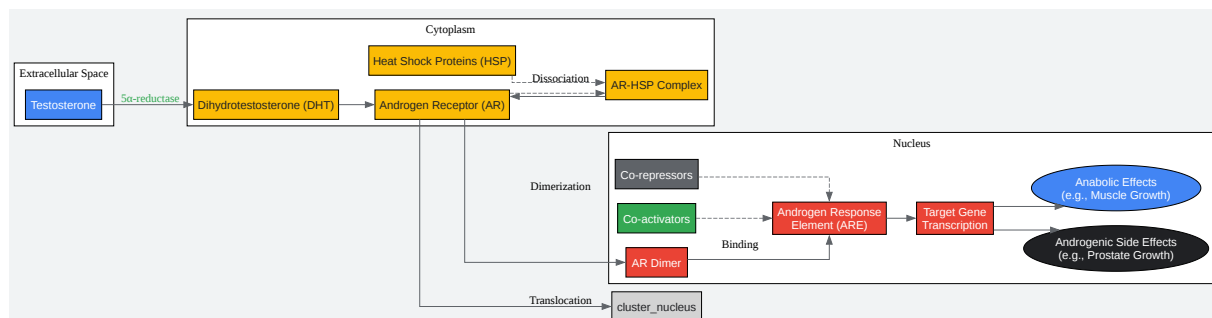 Cytoplasm
Extracellular Space
Heat Shock Proteins (HSP)
Dissociation
AR-HSP Complex
Testosterone
5α-reductase
Dihydrotestosterone (DHT)
Androgen Receptor (AR)
Nucleus
Dimerization
Co-repressors
Co-activators
AR Dimer
Binding
Androgen Response
Element (ARE)
Target Gene
Transcription
Anabolic Effects
(e.g., Muscle Growth)
Androgenic Side Effects
(e.g., Prostate Growth)
Translocation
cluster_nucleus